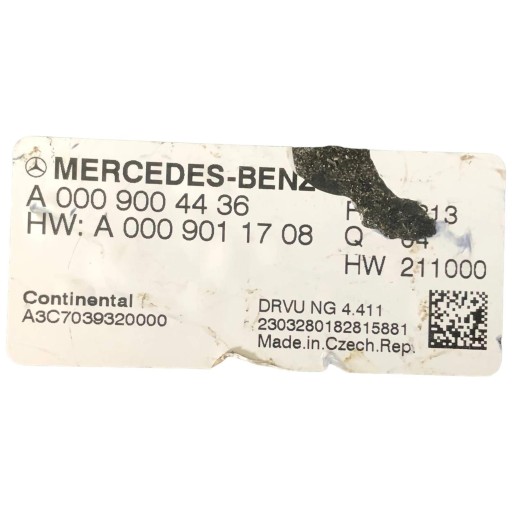 MERCEDES-BENZ
A 000 900 44 36
HW: A 000 901 17 08
HW 211000
Continental
A3C7039320000
DRVU NG 4.411
2303280182815881
Made.in.Czech.Rep.